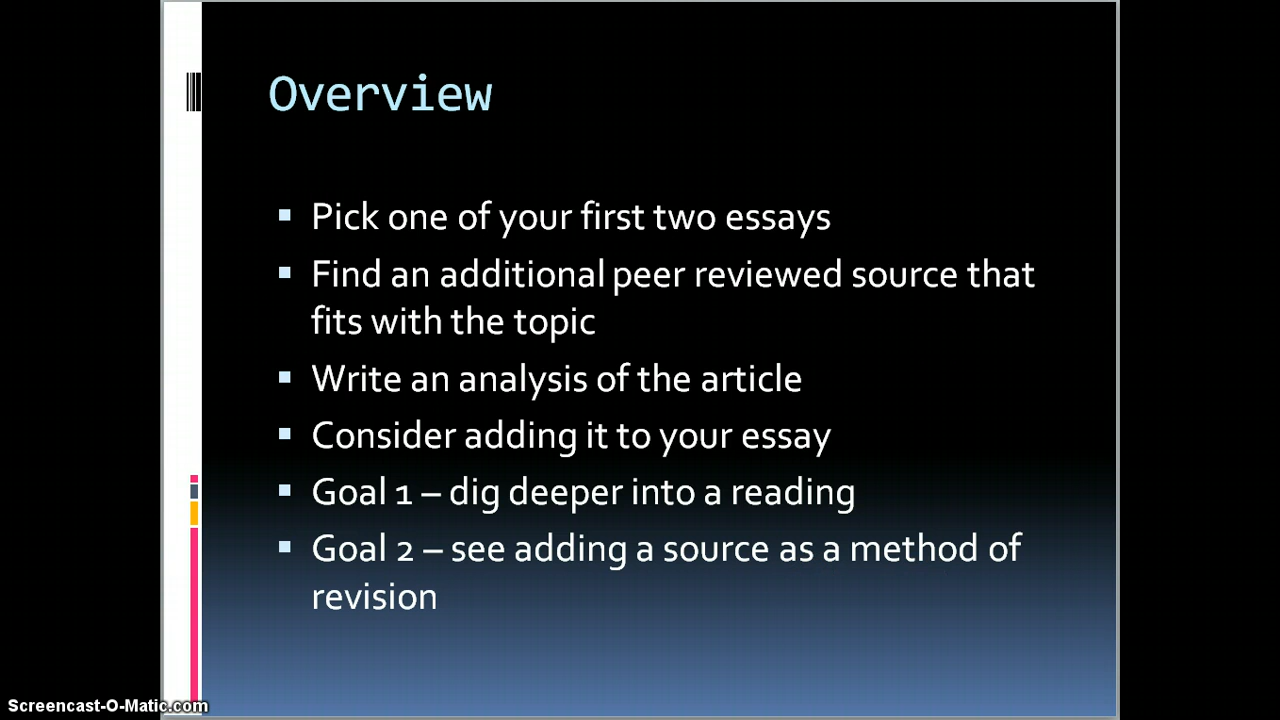 Overview
Pick one of your first two essays
Find an additional peer reviewed source that
fits with the topic
Write an analysis of the article
Consider adding it to your essay
Goal 1 – dig deeper into a reading
Goal 2 – see adding a source as a method of
revision
Screencast-O-Matic.com